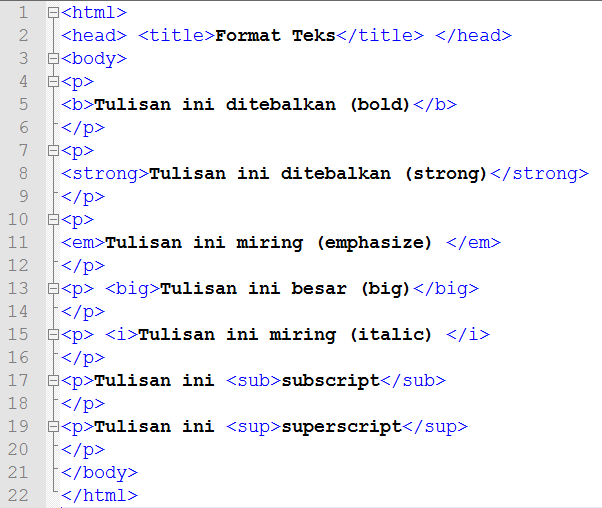 1 <html>
2 <head> <title>Format Teks</title> </head>
3 <body>
4 <p>
5 <b>Tulisan ini ditebalkan (bold)</b>
6 </p>
7 <p>
8 <strong>Tulisan ini ditebalkan (strong)</strong>
9 </p>
10 <p>
11 <em>Tulisan ini miring (emphasize) </em>
12 </p>
13 <p> <big>Tulisan ini besar (big)</big>
14 </p>
15 <p> <i>Tulisan ini miring (italic) </i>
16 </p>
17 <p>Tulisan ini <sub>subscript</sub>
18 </p>
19 <p>Tulisan ini <sup>superscript</sup>
20 </p>
21 </body>
22 </html>